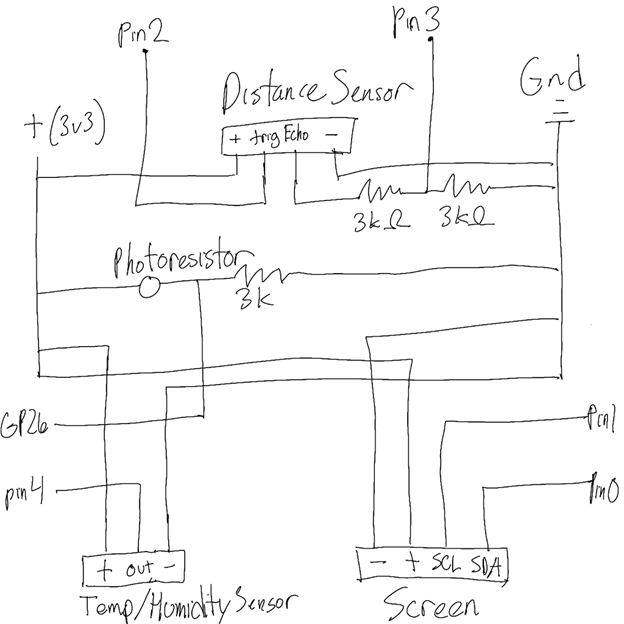 Pin2
Pin3
Gnd
Distance Sensor
+(3v3)
+ trig Echo -
3kΩ 3kΩ
Photoresistor
3k
GP26
Pin1
pin4
Pin0
+ out -
- + SCL SDA
Temp/Humidity Sensor
Screen